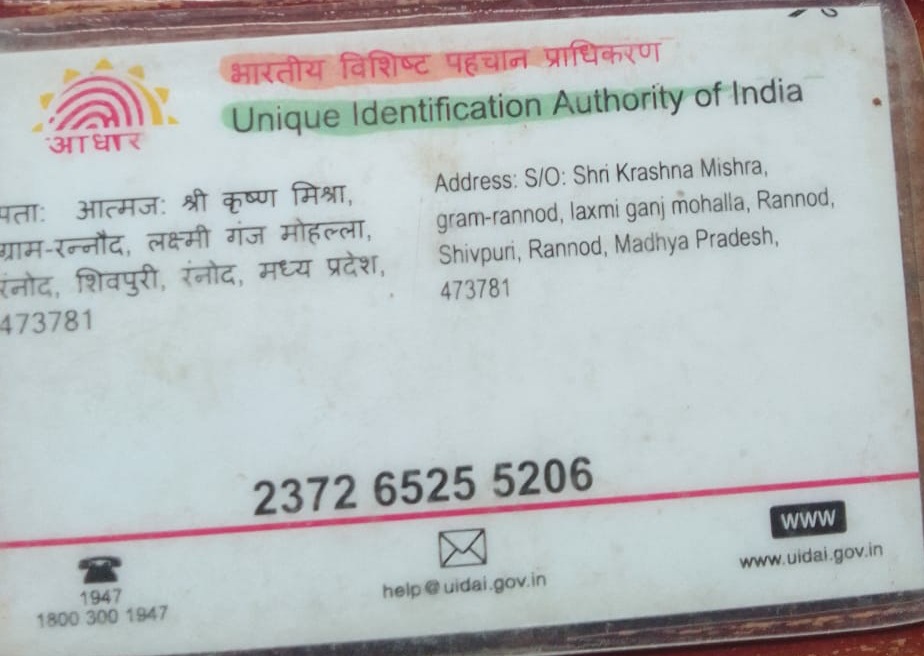 भारतीय विशिष्ट पहचान प्राधिकरण
Unique Identification Authority of India
आधार
पता: आत्मज: श्री कृष्ण मिश्रा,
ग्राम-रन्नौद, लक्ष्मी गंज मोहल्ला,
रंनोद, शिवपुरी, रंनोद, मध्य प्रदेश,
473781
Address: S/O: Shri Krashna Mishra,
gram-rannod, laxmi ganj mohalla, Rannod,
Shivpuri, Rannod, Madhya Pradesh,
473781
2372 6525 5206
1947
1800 300 1947
help@uidai.gov.in
www
www.uidai.gov.in